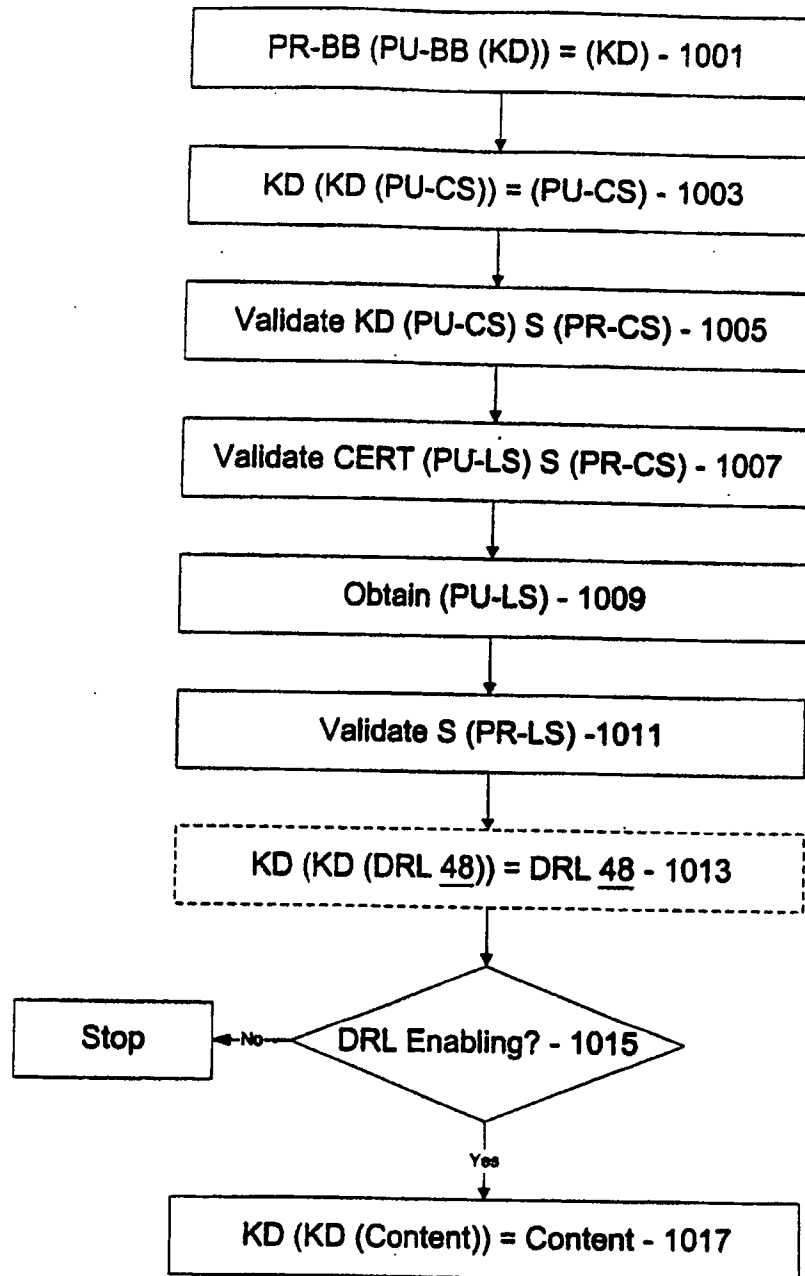 PR-BB (PU-BB (KD)) = (KD) - 1001
KD (KD (PU-CS)) = (PU-CS) - 1003
Validate KD (PU-CS) S (PR-CS) - 1005
Validate CERT (PU-LS) S (PR-CS) - 1007
Obtain (PU-LS) - 1009
Validate S (PR-LS) -1011
KD (KD (DRL 48)) = DRL 48 - 1013
DRL Enabling? - 1015
No
Stop
Yes
KD (KD (Content)) = Content - 1017